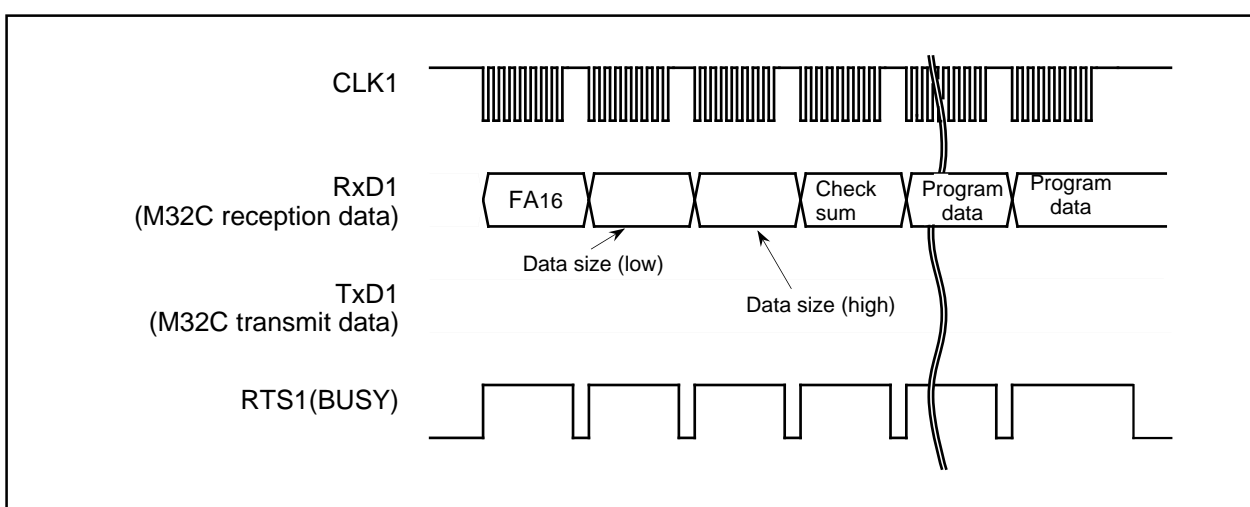 CLK1
RxD1
(M32C reception data)
FA16
Check
sum
Program
data
Program
data
Data size (low)
Data size (high)
TxD1
(M32C transmit data)
RTS1(BUSY)